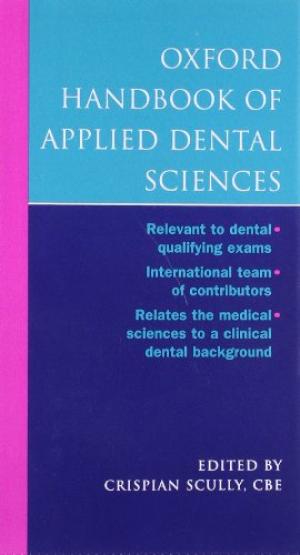 OXFORD
HANDBOOK OF
APPLIED DENTAL
SCIENCES
Relevant to dental•
qualifying exams
International team•
of contributors
Relates the medical•
sciences to a clinical
dental background
EDITED BY
CRISPIAN SCULLY, CBE